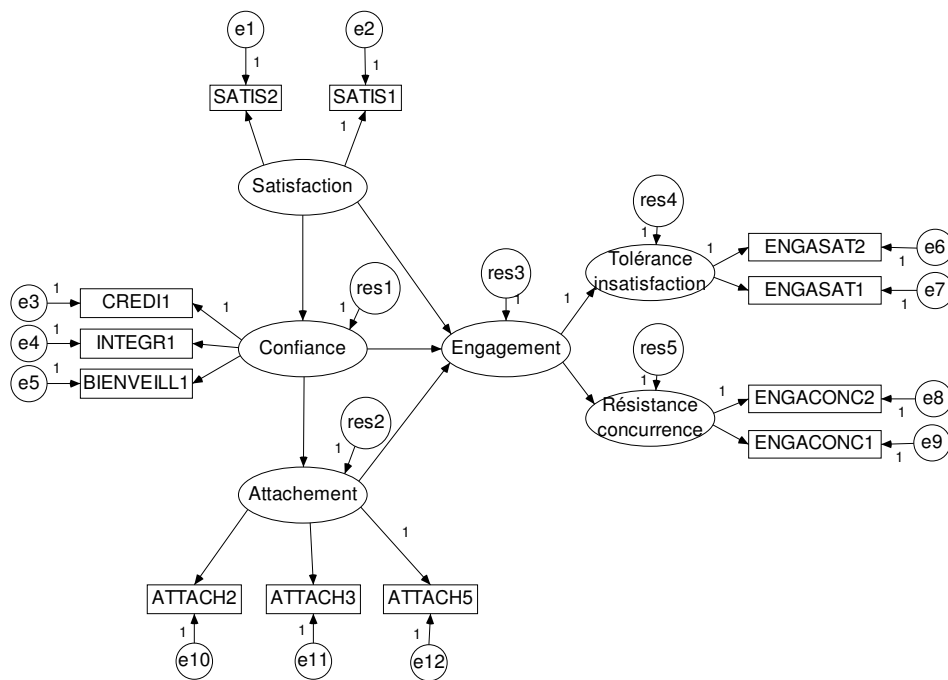 e1
e2
1
1
SATIS2
SATIS1
1
Satisfaction
res4
1
1
ENGASAT2
e6
1
Tolérance
insatisfaction
ENGASAT1
e7
1
res1
1
res3
1
1
e3
1
CREDI1
1
e4
1
INTEGR1
e5
1
BIENVEILL1
Confiance
Engagement
res5
1
1
ENGACONC2
e8
1
Résistance
concurrence
ENGACONC1
e9
1
res2
1
Attachement
1
ATTACH2
ATTACH3
ATTACH5
1
1
1
e10
e11
e12